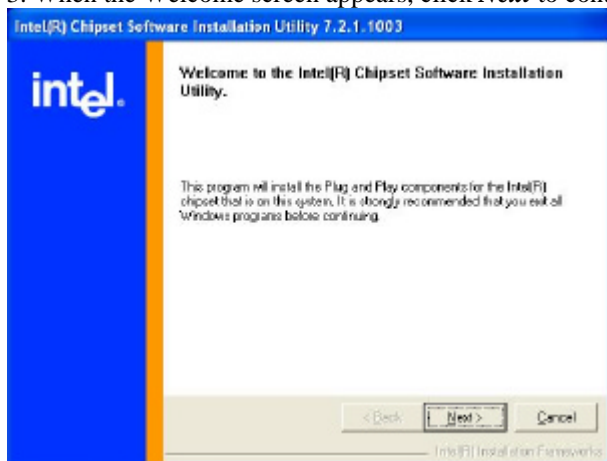 3. When the Welcome screen appears, click Next to con
Intel(R) Chipset Software Installation Utility 7.2.1.1003
intel.
Welcome to the Intel(R) Chipset Software Installation
Utility.
This program will install the Plug and Play components for the Intel(R)
chipset that is on this system. It is strongly recommended that you exit all
Windows programs before continuing.
< Back
Next >
Cancel
Intel(R) Installation Frameworks